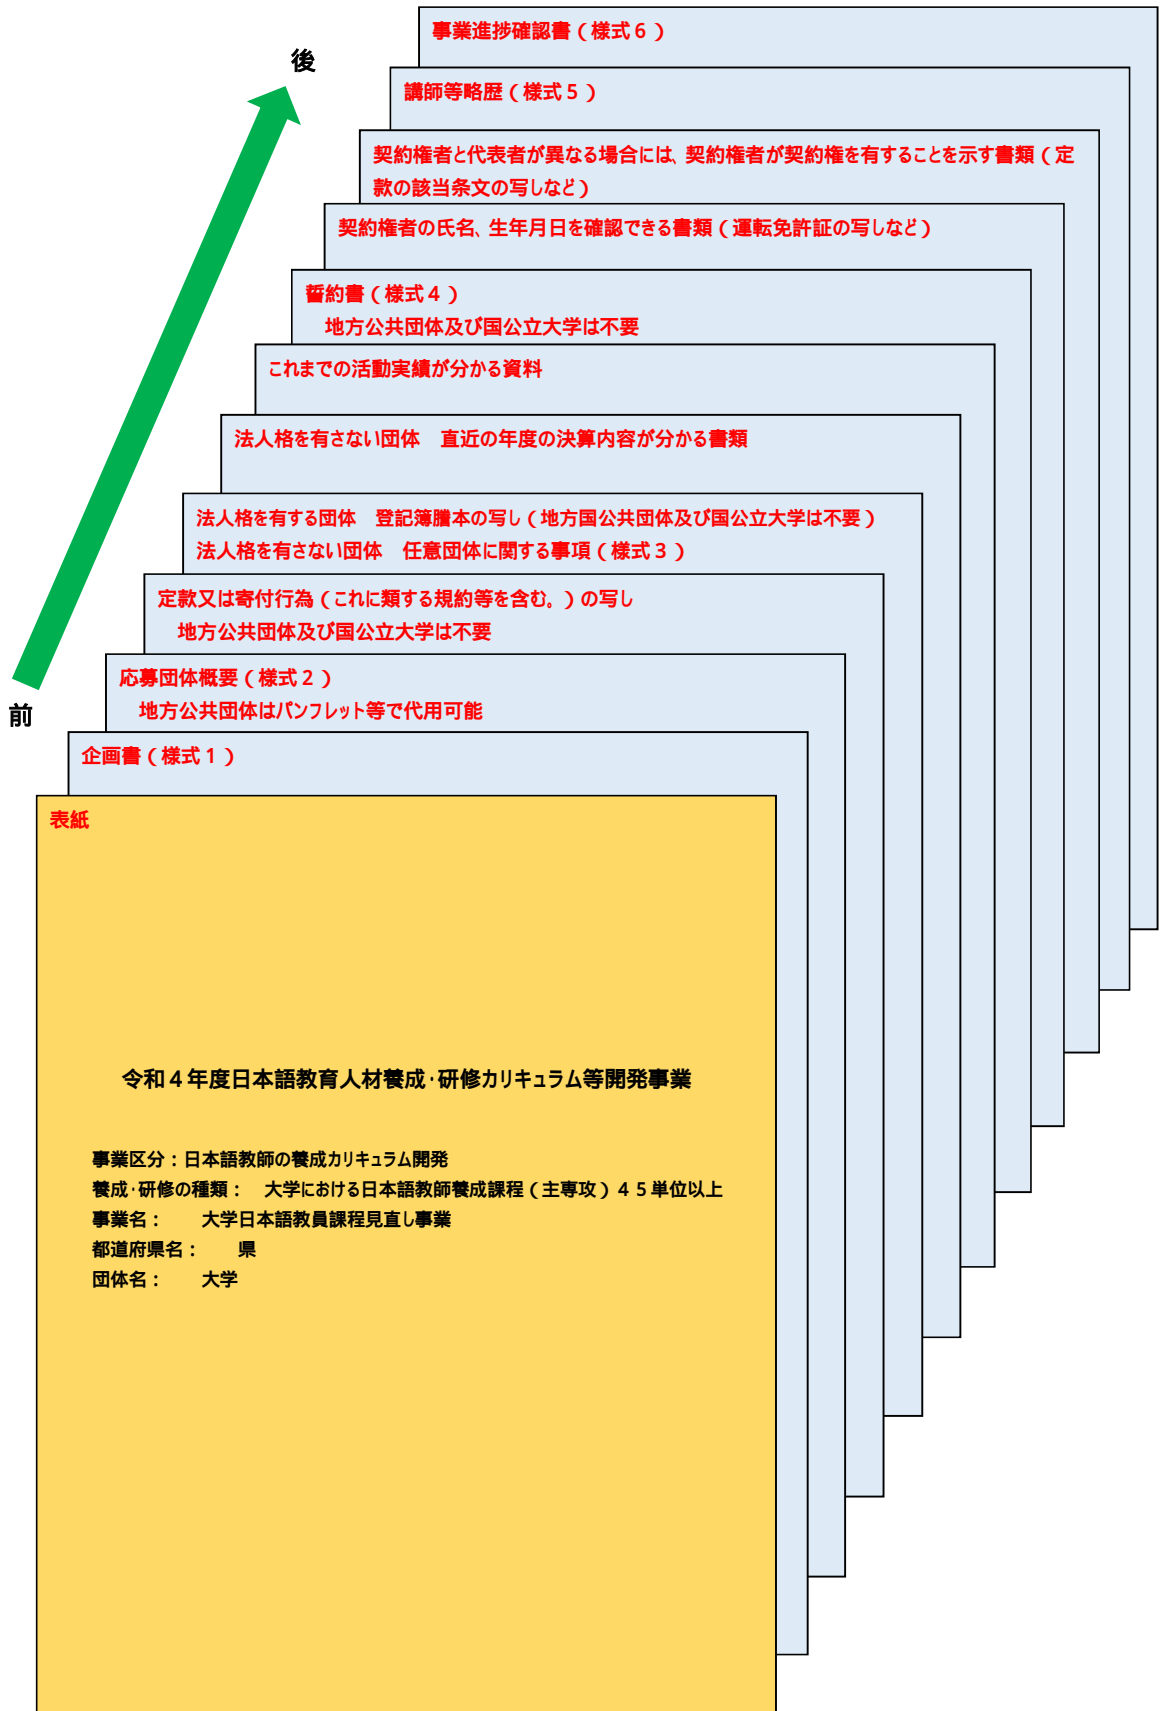 事業進捗確認書（様式６）
後
講師等略歴（様式５）
契約権者と代表者が異なる場合には、契約権者が契約権を有することを示す書類（定
款の該当条文の写しなど）
契約権者の氏名、生年月日を確認できる書類（運転免許証の写しなど）
誓約書（様式４）
地方公共団体及び国公立大学は不要
これまでの活動実績が分かる資料
法人格を有さない団体　直近の年度の決算内容が分かる書類
法人格を有する団体　登記簿謄本の写し（地方国公共団体及び国公立大学は不要）
法人格を有さない団体　任意団体に関する事項（様式３）
定款又は寄付行為（これに類する規約等を含む。）の写し
地方公共団体及び国公立大学は不要
応募団体概要（様式２）
地方公共団体はパンフレット等で代用可能
前
企画書（様式１）
表紙
令和４年度日本語教育人材養成・研修カリキュラム等開発事業
事業区分：日本語教師の養成カリキュラム開発
養成・研修の種類：　大学における日本語教師養成課程（主専攻）４５単位以上
事業名：　　大学日本語教員課程見直し事業
都道府県名：　　県
団体名：　　大学